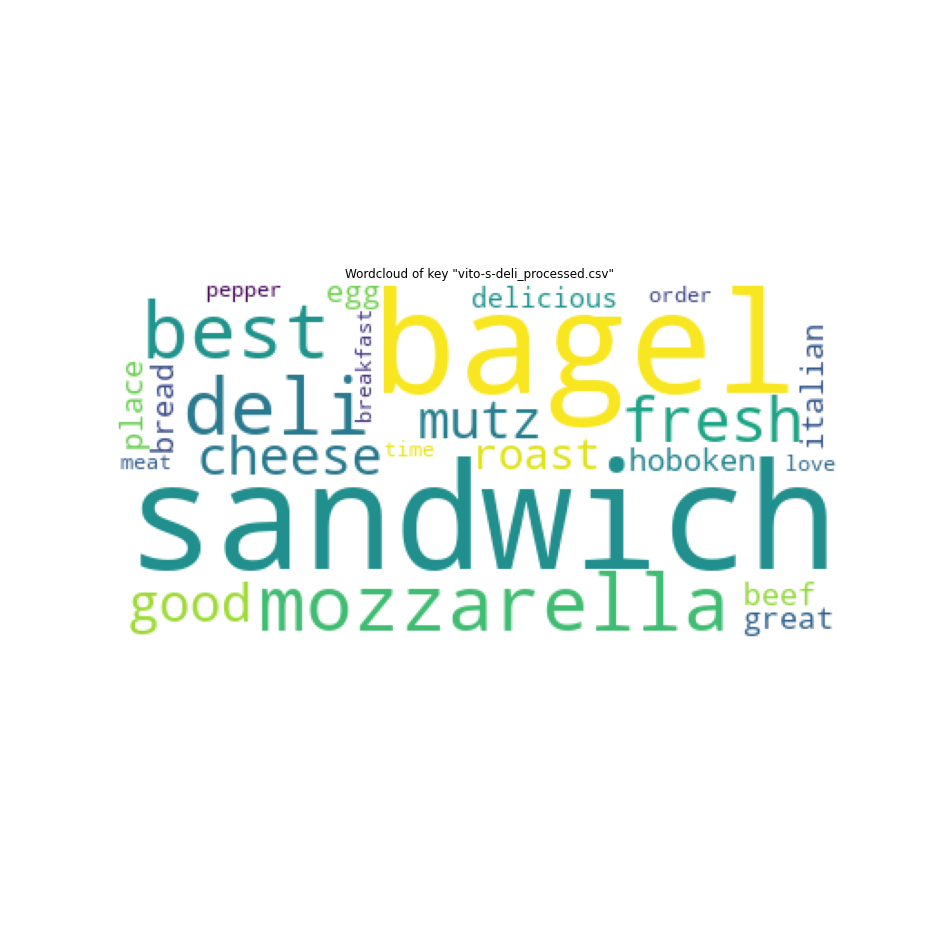 Wordcloud of key "vito-s-deli_processed.csv"
pepper
egg
bagel
delicious
order
best
breakfast
italian
place
bread
deli
mutz
fresh
cheese
time
roast
hoboken
love
meat
sandwich
good
mozzarella
beef
great